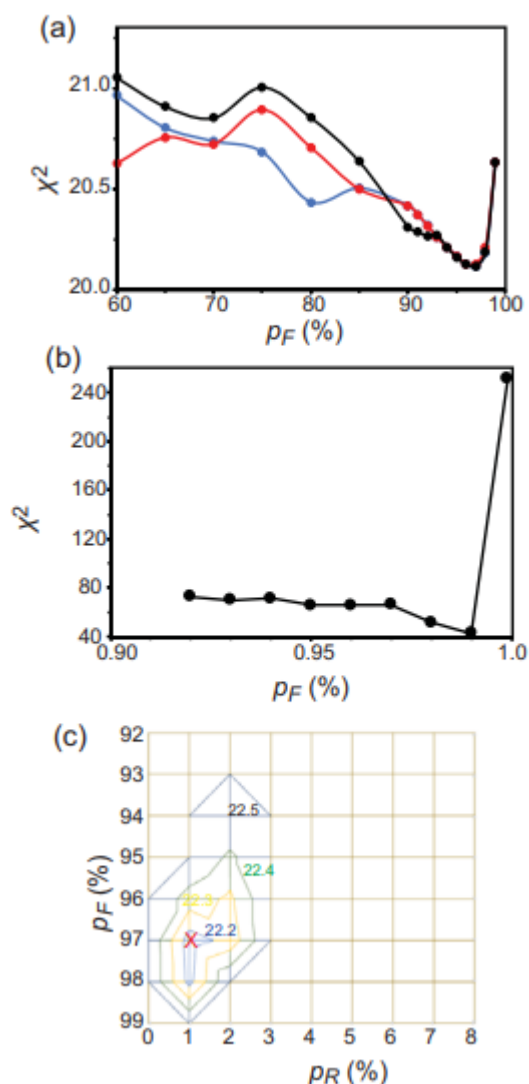 (a)
21.0
20.5
20.0
χ²
60 70 80 90 100
p_F (%)
(b)
240
200
160
120
80
40
χ²
0.90 0.95 1.0
p_F (%)
(c)
92
93
94
95
96
97
98
99
p_F (%)
22.5
22.4
22.3
22.2
X
0 1 2 3 4 5 6 7 8
p_R (%)